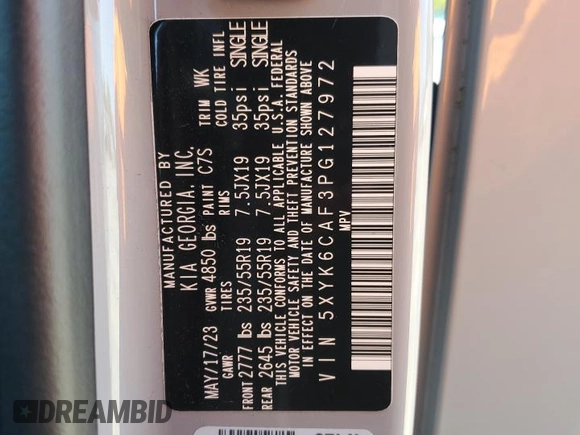 MANUFACTURED BY
KIA GEORGIA, INC.
MAY/17/23 GVWR 4850 lbs PAINT C7S TRIM WK
GAWR TIRES RIMS COLD TIRE INFL
FRONT 2777 lbs 235/55R19 7.5JX19 35psi SINGLE
REAR 2645 lbs 235/55R19 7.5JX19 35psi SINGLE
THIS VEHICLE CONFORMS TO ALL APPLICABLE U.S.A. FEDERAL
MOTOR VEHICLE SAFETY AND THEFT PREVENTION STANDARDS
IN EFFECT ON THE DATE OF MANUFACTURE SHOWN ABOVE
VIN 5XYK6CAF3PG127972
MPV
DREAMBID